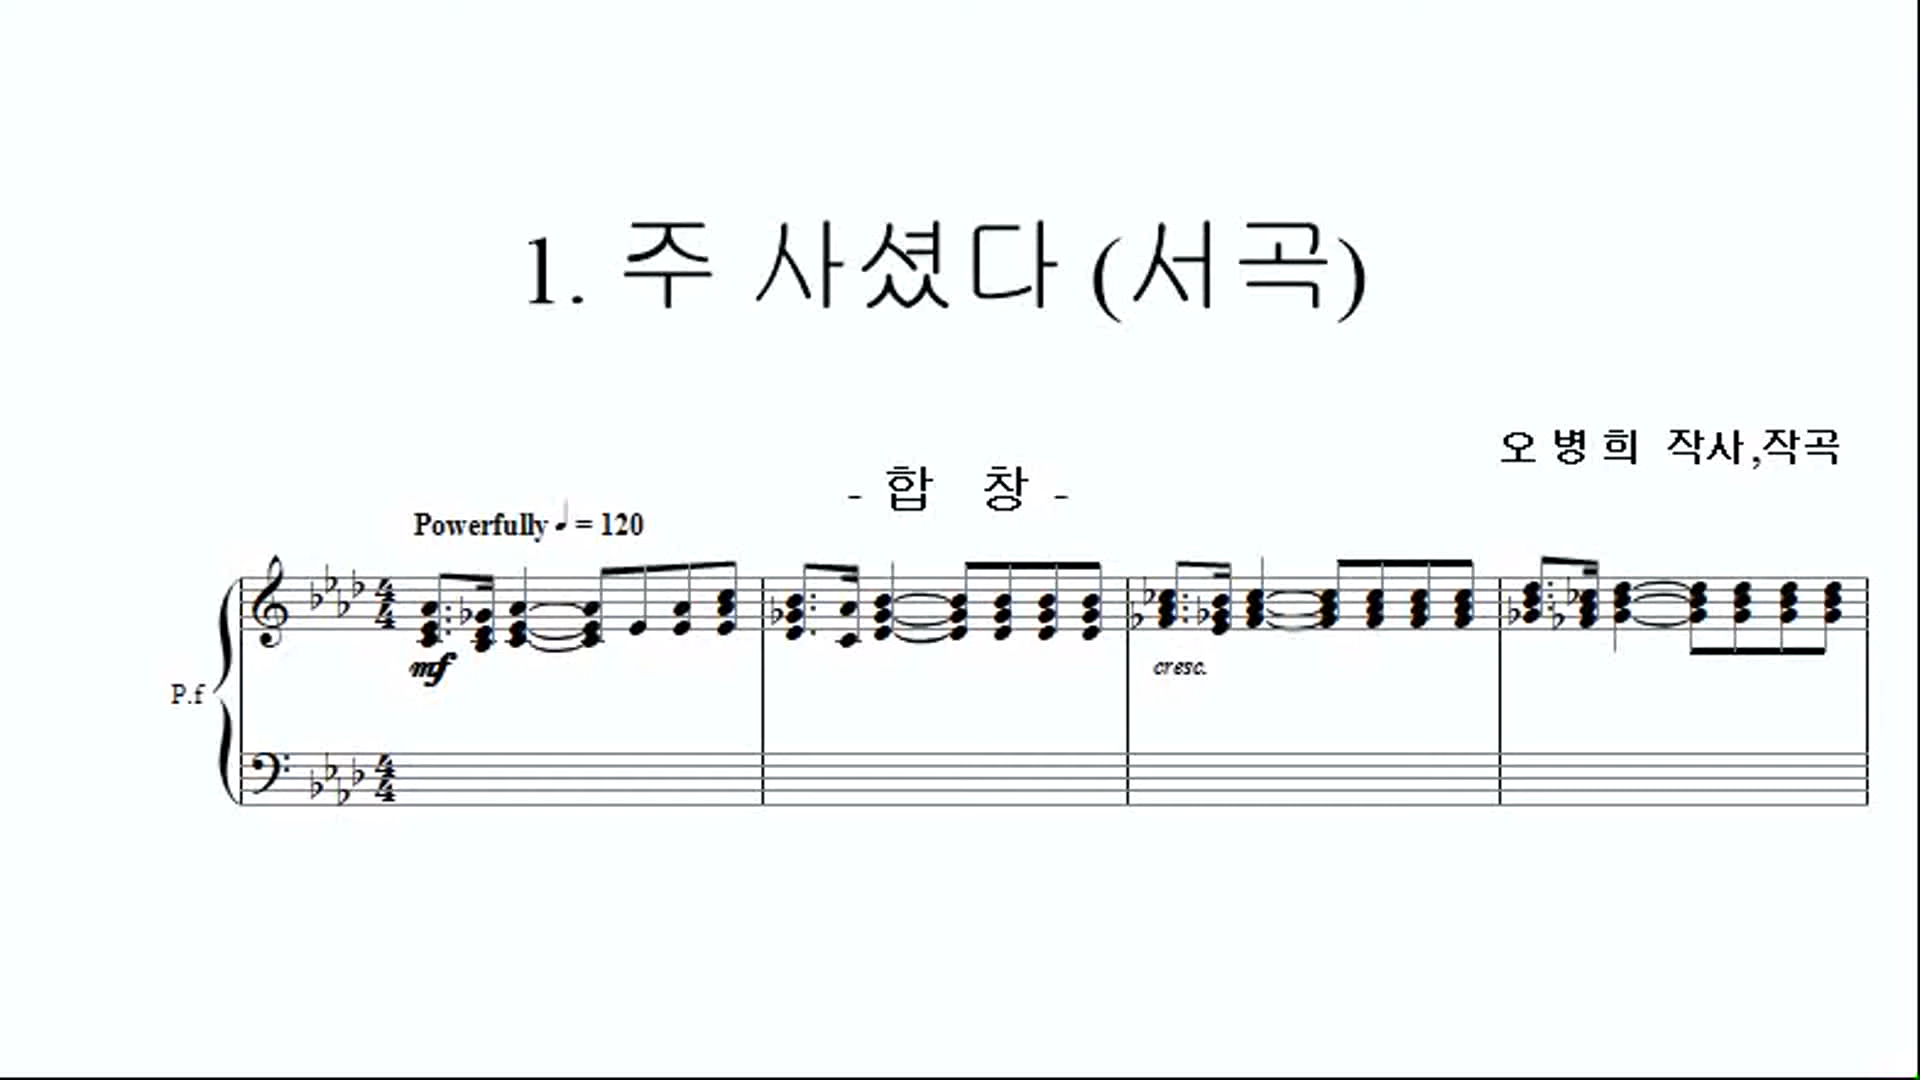 1. 주 사셨다 (서곡)
오 병 희 작사,작곡
- 합 창 -
Powerfully ♩ = 120
mf
cresc.
P.f